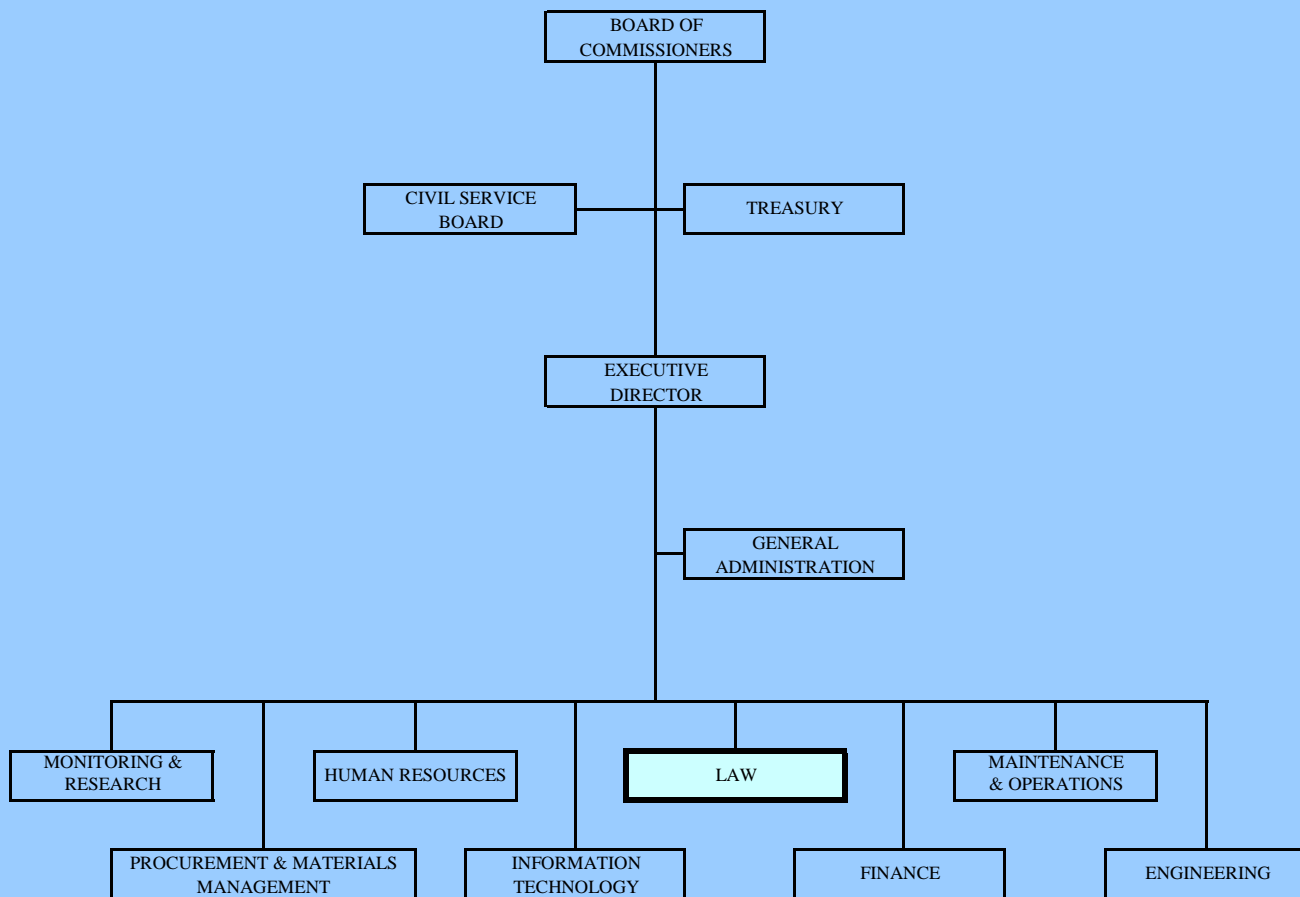 BOARD OF
COMMISSIONERS
CIVIL SERVICE
BOARD
TREASURY
EXECUTIVE
DIRECTOR
GENERAL
ADMINISTRATION
MONITORING &
RESEARCH
HUMAN RESOURCES
LAW
MAINTENANCE
& OPERATIONS
PROCUREMENT & MATERIALS
MANAGEMENT
INFORMATION
TECHNOLOGY
FINANCE
ENGINEERING